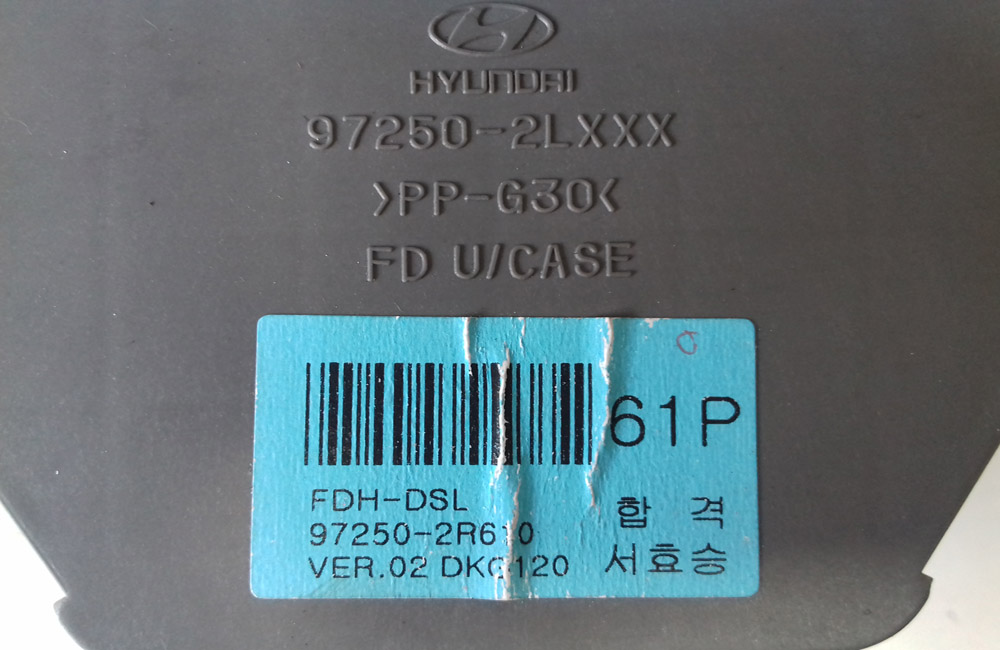 HYUNDAI
97250-2LXXX
>PP-G30<
FD U/CASE
61P
FDH-DSL
97250-2R610
VER.02
합 격
서효승